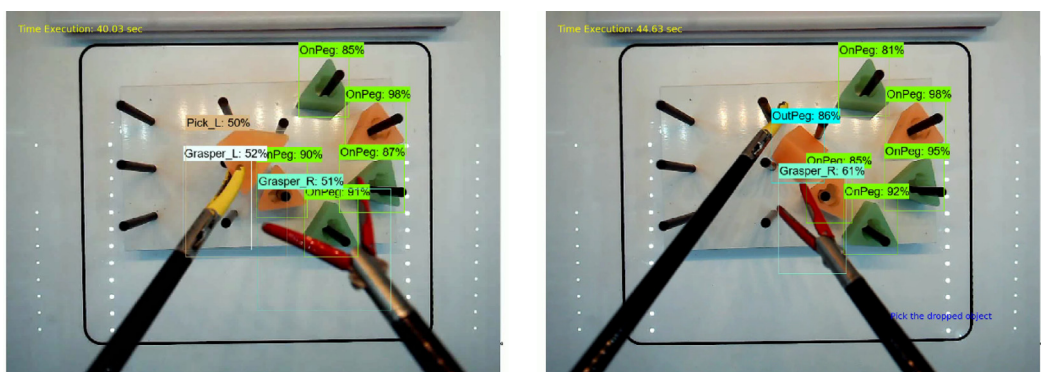 Time Execution: 40.03 sec
OnPeg: 85%
OnPeg: 98%
Pick_L: 50%
Grasper_L: 52%
nPeg: 90%
OnPeg: 87%
Grasper_R: 51%
OnPeg: 91%
Time Execution: 44.63 sec
OnPeg: 81%
OnPeg: 98%
OutPeg: 86%
OnPeg: 95%
OnPeg: 85%
Grasper_R: 61%
OnPeg: 92%
Pick the dropped object